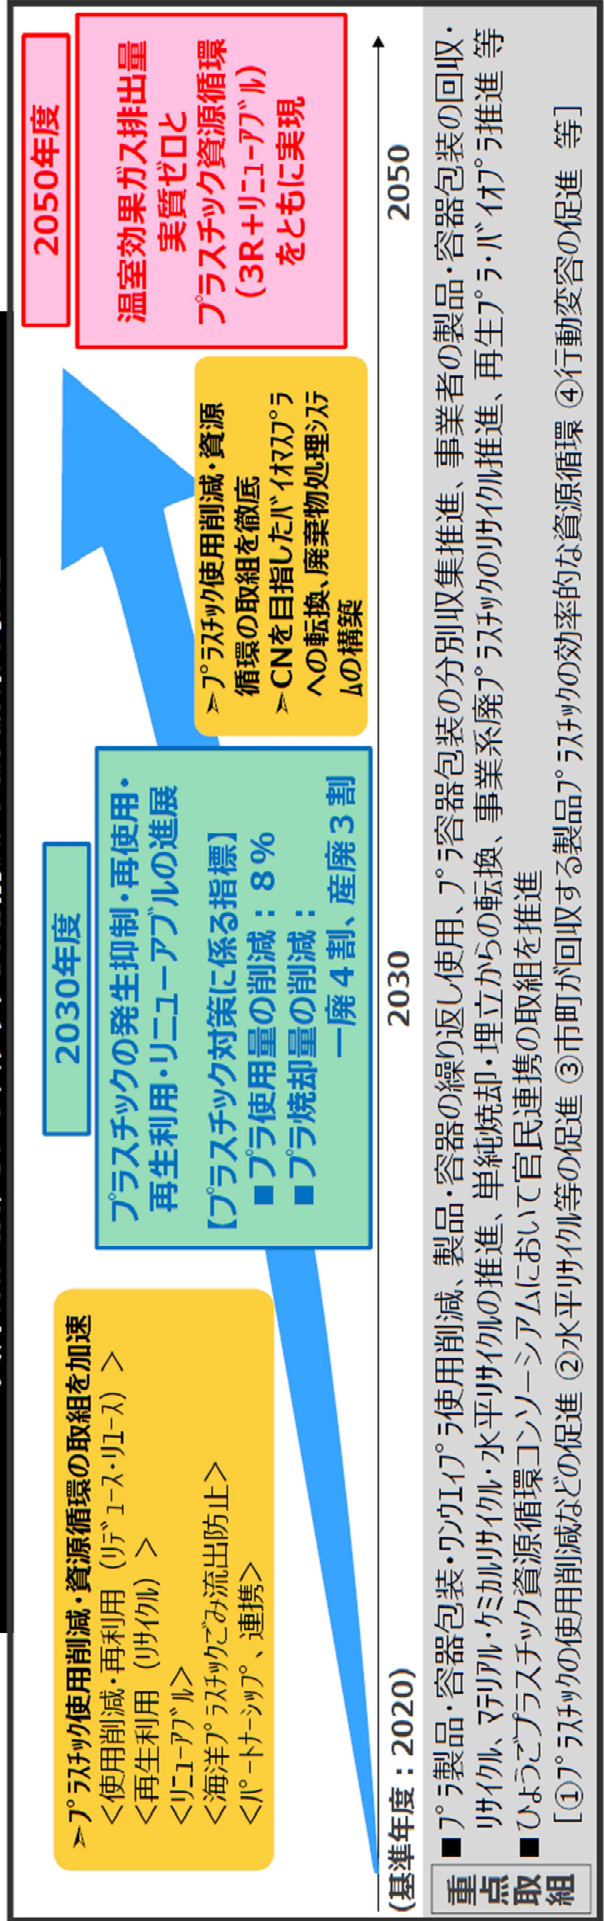 ➢プラスチック使用削減・資源循環の取組を加速
<使用削減・再利用（リデュース・リユース）>
<再生利用（リサイクル）>
<リニューアブル>
<海洋プラスチックごみ流出防止>
<パートナーシップ、連携>
2030年度
プラスチックの発生抑制・再使用・
再生利用・リニューアブルの進展
【プラスチック対策に係る指標】
■プラ使用量の削減：８％
■プラ焼却量の削減：
一廃４割、産廃３割
➢プラスチック使用削減・資源
循環の取組を徹底
➢CNを目指したバイオマスプラ
への転換、廃棄物処理システ
ムの構築
2050年度
温室効果ガス排出量
実質ゼロと
プラスチック資源循環
（3R+リニューアブル）
をともに実現
(基準年度：2020)
2030
2050
重点取組
■プラ製品・容器包装・ワンウェイプラ使用削減、製品・容器の繰り返し使用、プラ容器包装の分別収集推進、事業者の製品・容器包装の回収・
リサイクル、マテリアル・ケミカルリサイクル・水平リサイクルの推進、単純焼却・埋立からの転換、事業系廃プラスチックのリサイクル推進、再生プラ・バイオプラ推進 等
■ひょうごプラスチック資源循環コンソーシアムにおいて官民連携の取組を推進
[①プラスチックの使用削減などの促進 ②水平リサイクル等の促進 ③市町が回収する製品プラスチックの効率的な資源循環 ④行動変容の促進 等]